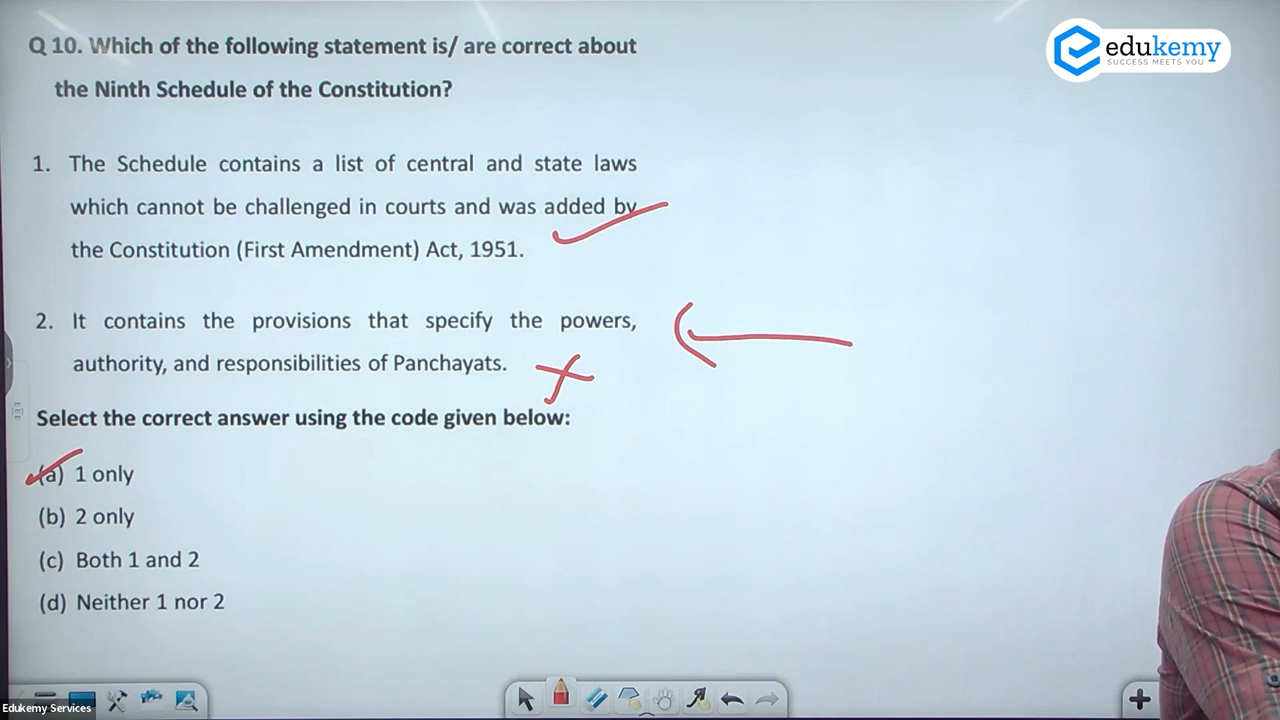 edukemy
SUCCESS MEETS YOU
Q 10. Which of the following statement is/ are correct about
the Ninth Schedule of the Constitution?
1. The Schedule contains a list of central and state laws
which cannot be challenged in courts and was added by
the Constitution (First Amendment) Act, 1951.
2. It contains the provisions that specify the powers,
authority, and responsibilities of Panchayats.
Select the correct answer using the code given below:
(a) 1 only
(b) 2 only
(c) Both 1 and 2
(d) Neither 1 nor 2
Edukemy Services